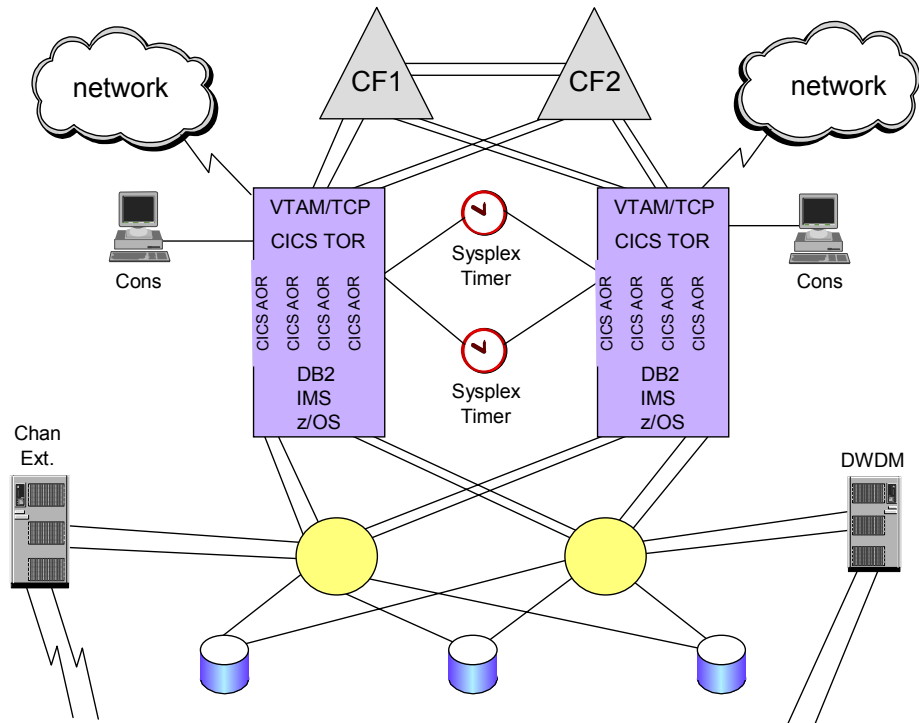 CF1
CF2
network
network
VTAM/TCP
CICS TOR
CICS AOR
CICS AOR
CICS AOR
CICS AOR
DB2
IMS
z/OS
VTAM/TCP
CICS TOR
CICS AOR
CICS AOR
CICS AOR
CICS AOR
DB2
IMS
z/OS
Sysplex
Timer
Sysplex
Timer
Cons
Cons
Chan
Ext.
DWDM